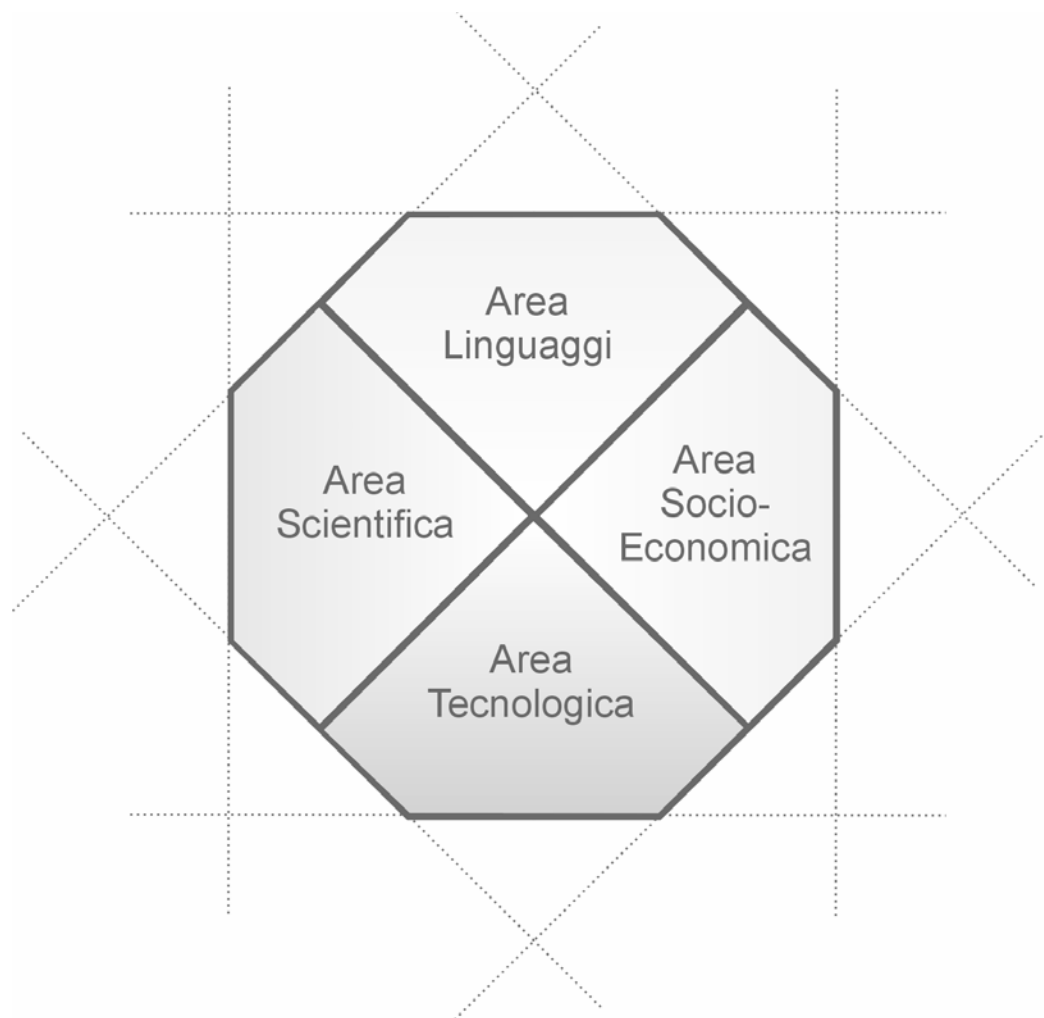 Area
Linguaggi
Area
Scientifica
Area
Socio-
Economica
Area
Tecnologica